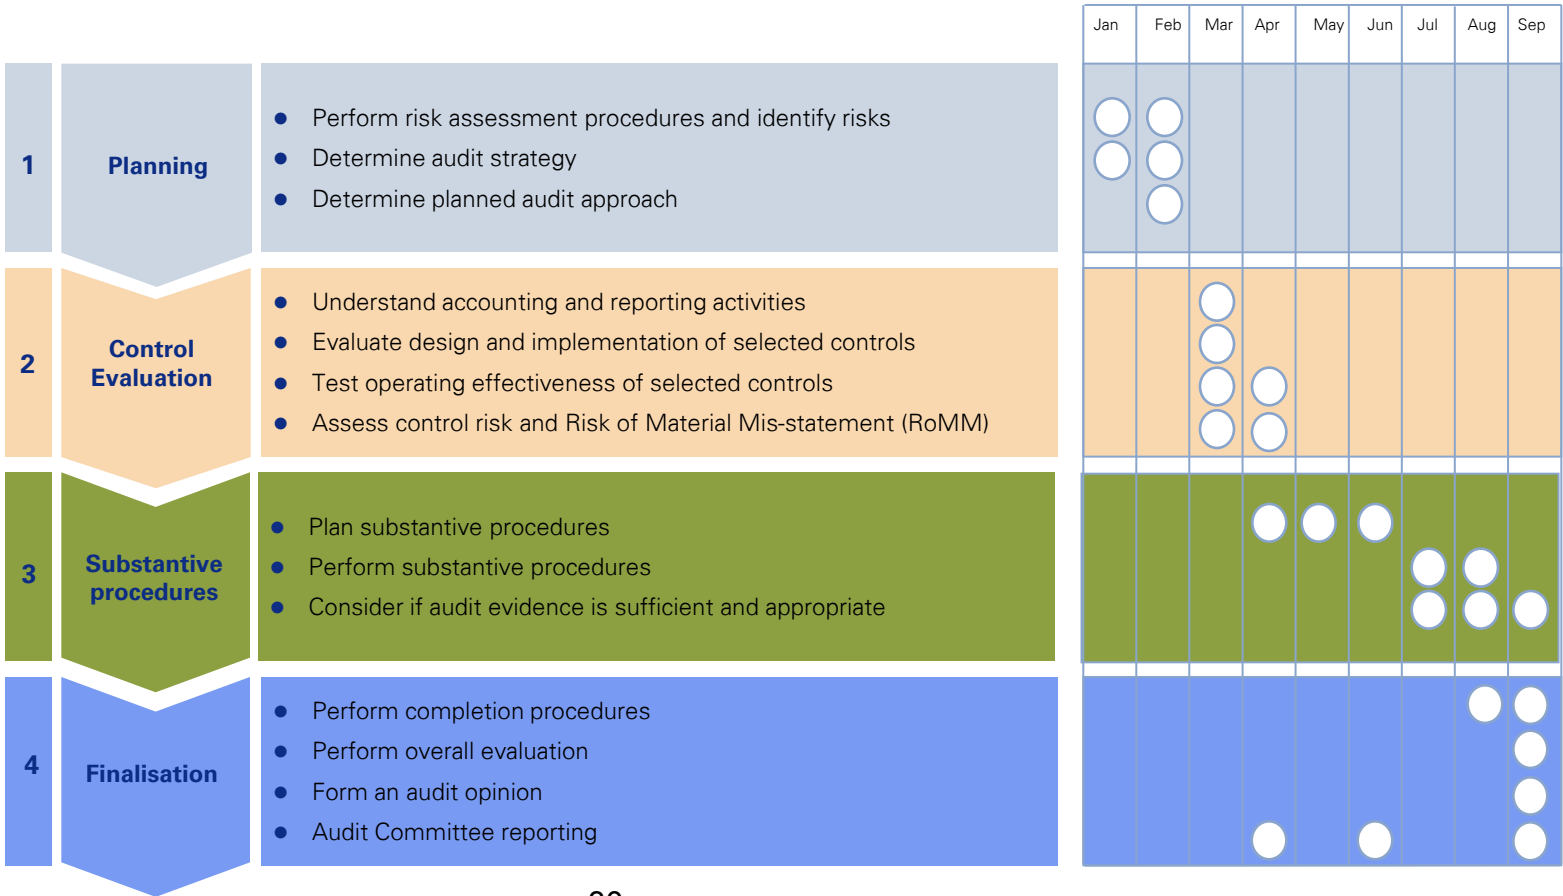 Jan Feb Mar Apr May Jun Jul Aug Sep
1
Planning
● Perform risk assessment procedures and identify risks
● Determine audit strategy
● Determine planned audit approach
2
Control
Evaluation
● Understand accounting and reporting activities
● Evaluate design and implementation of selected controls
● Test operating effectiveness of selected controls
● Assess control risk and Risk of Material Mis-statement (RoMM)
3
Substantive
procedures
● Plan substantive procedures
● Perform substantive procedures
● Consider if audit evidence is sufficient and appropriate
4
Finalisation
● Perform completion procedures
● Perform overall evaluation
● Form an audit opinion
● Audit Committee reporting